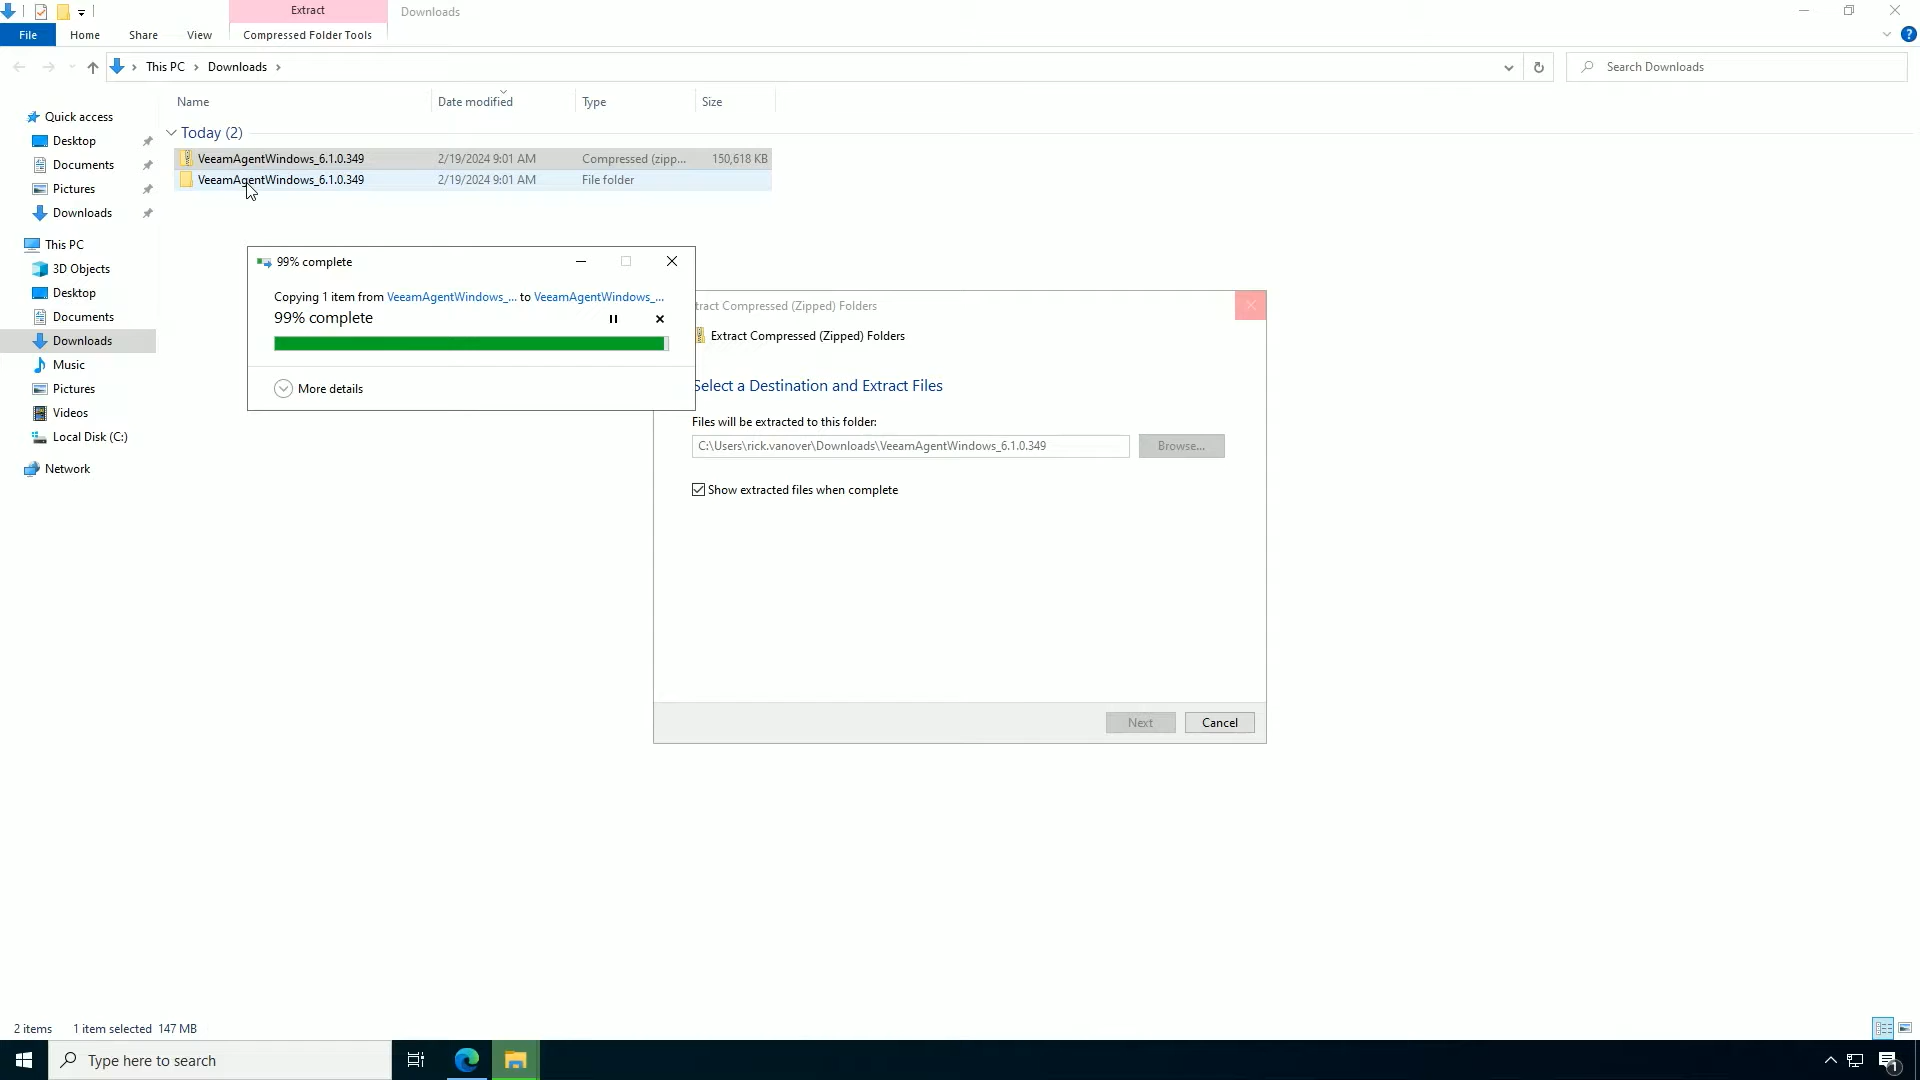 Extract
Downloads
File
Home
Share
View
Compressed Folder Tools
?
This PC
Downloads
Search Downloads
Name
Date modified
Type
Size
Quick access
Today (2)
Desktop
VeeamAgentWindows_6.1.0.349
2/19/2024 9:01 AM
Compressed (zipp...
150,618 KB
Documents
VeeamAgentWindows_6.1.0.349
2/19/2024 9:01 AM
File folder
Pictures
Downloads
This PC
3D Objects
Desktop
Documents
Downloads
Music
Pictures
Videos
Local Disk (C:)
Network
99% complete
Copying 1 item from VeeamAgentWindows_... to VeeamAgentWindows_...
99% complete
More details
tract Compressed (Zipped) Folders
Extract Compressed (Zipped) Folders
Select a Destination and Extract Files
Files will be extracted to this folder:
C:\Users\rick.vanover\Downloads\VeeamAgentWindows_6.1.0.349
Browse...
Show extracted files when complete
Next
Cancel
2 items
1 item selected 147 MB
Type here to search
1